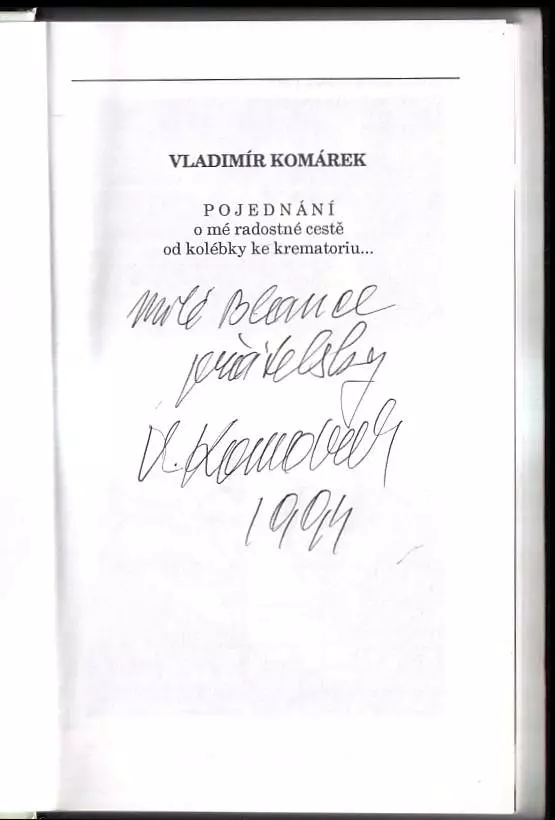 VLADIMÍR KOMÁREK
POJEDNÁNÍ
o mé radostné cestě
od kolébky ke krematoriu...
Milé Blance
přátelsky
V. Komárek
1994